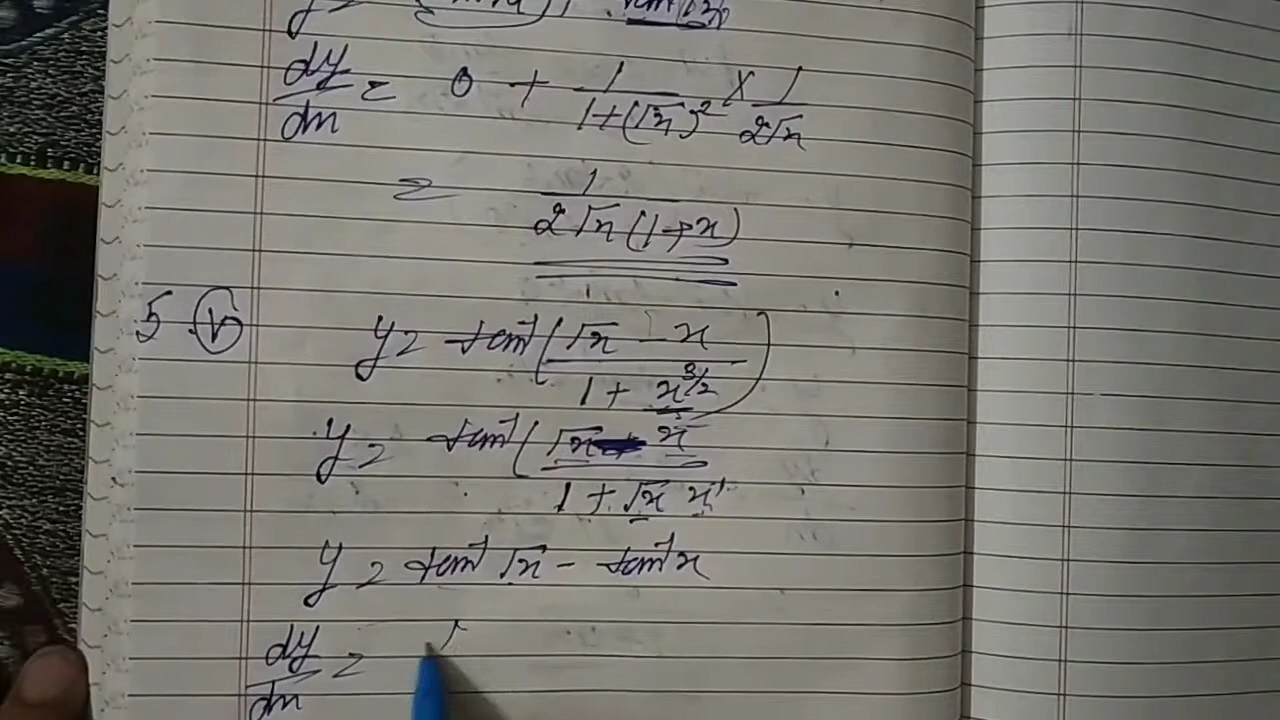 dy/dx = 0 + 1/(1+(√x)²) × 1/(2√x)
= 1/(2√x(1+x))
5 (v) y = tan⁻¹((√x - x)/(1 + x^(3/2)))
y = tan⁻¹((√x - x)/(1 + √x x¹
y = tan⁻¹√x - tan⁻¹x
dy/dx =